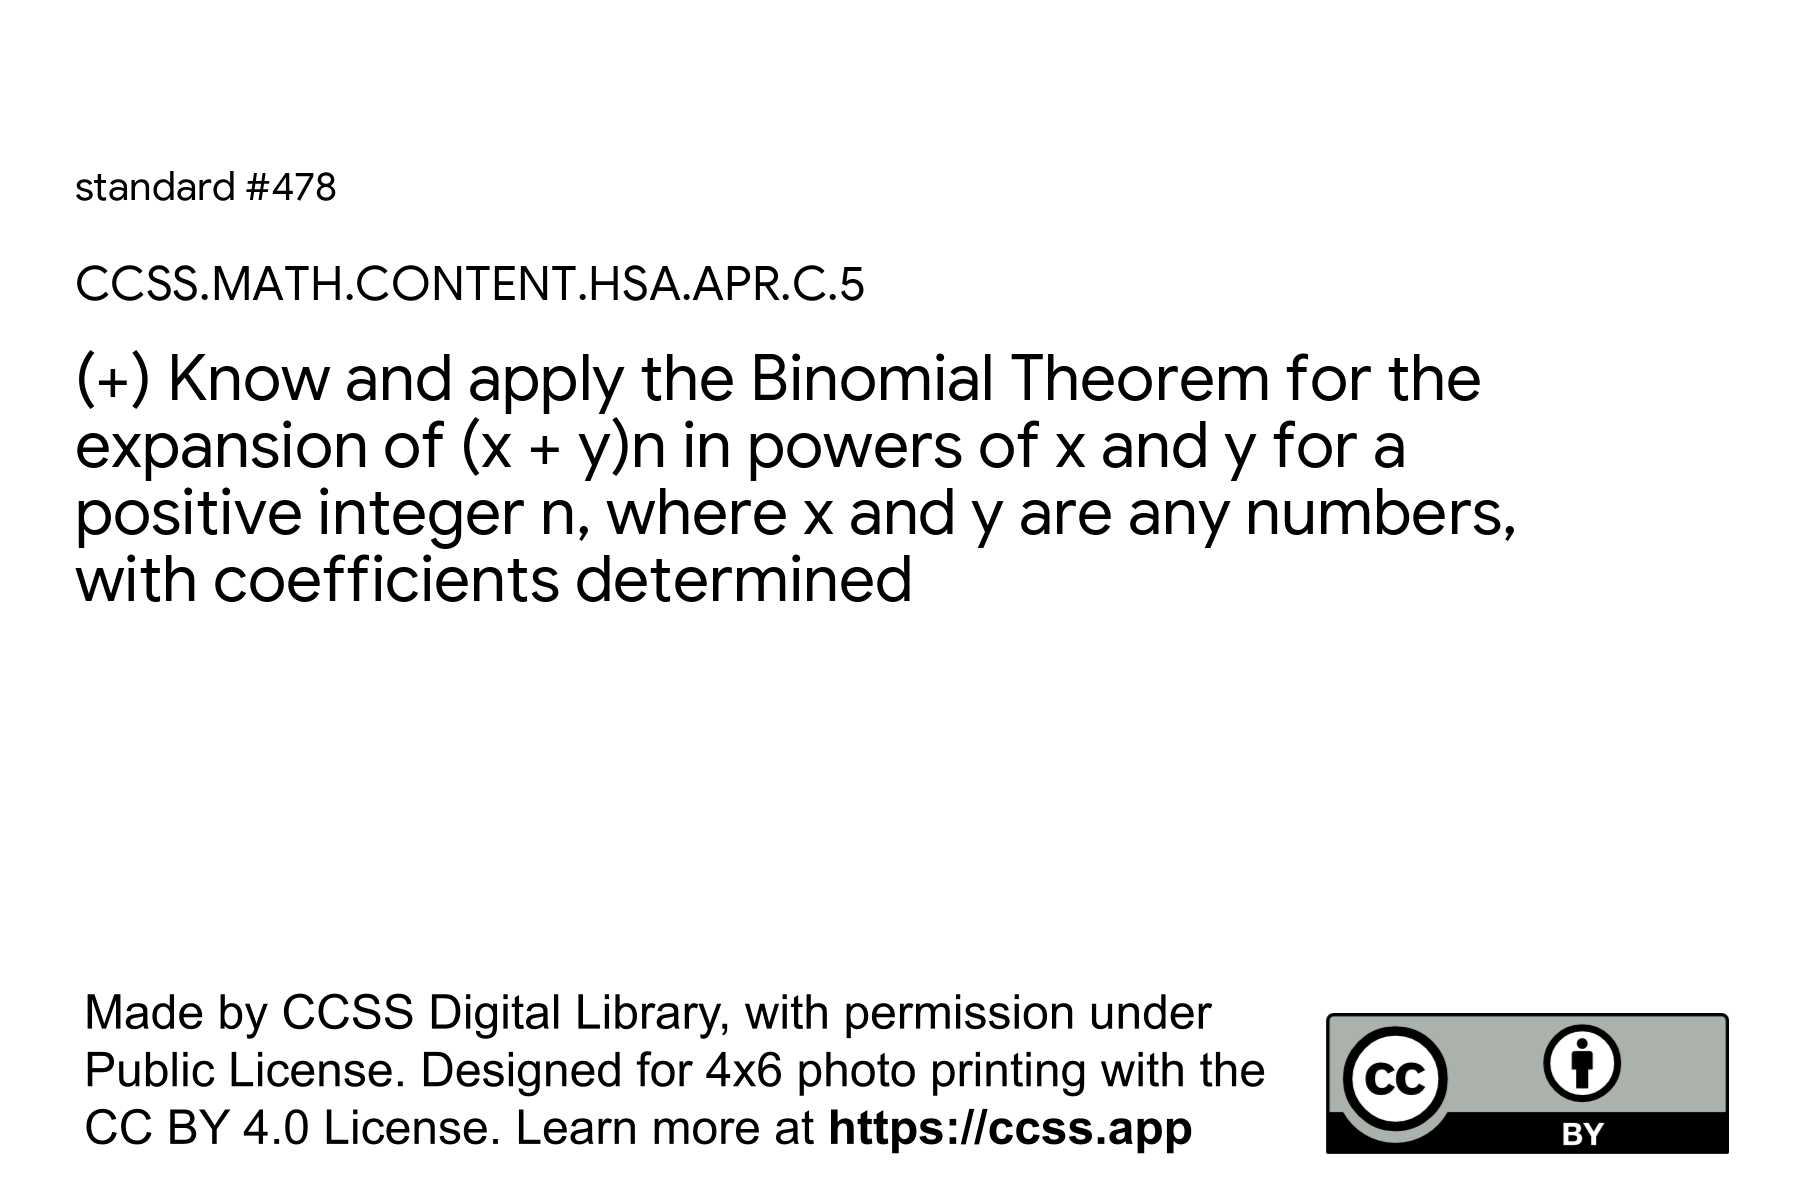 standard #478
CCSS.MATH.CONTENT.HSA.APR.C.5
(+) Know and apply the Binomial Theorem for the
expansion of (x + y)n in powers of x and y for a
positive integer n, where x and y are any numbers,
with coefficients determined
Made by CCSS Digital Library, with permission under
Public License. Designed for 4x6 photo printing with the
CC BY 4.0 License. Learn more at https://ccss.app
CC
BY